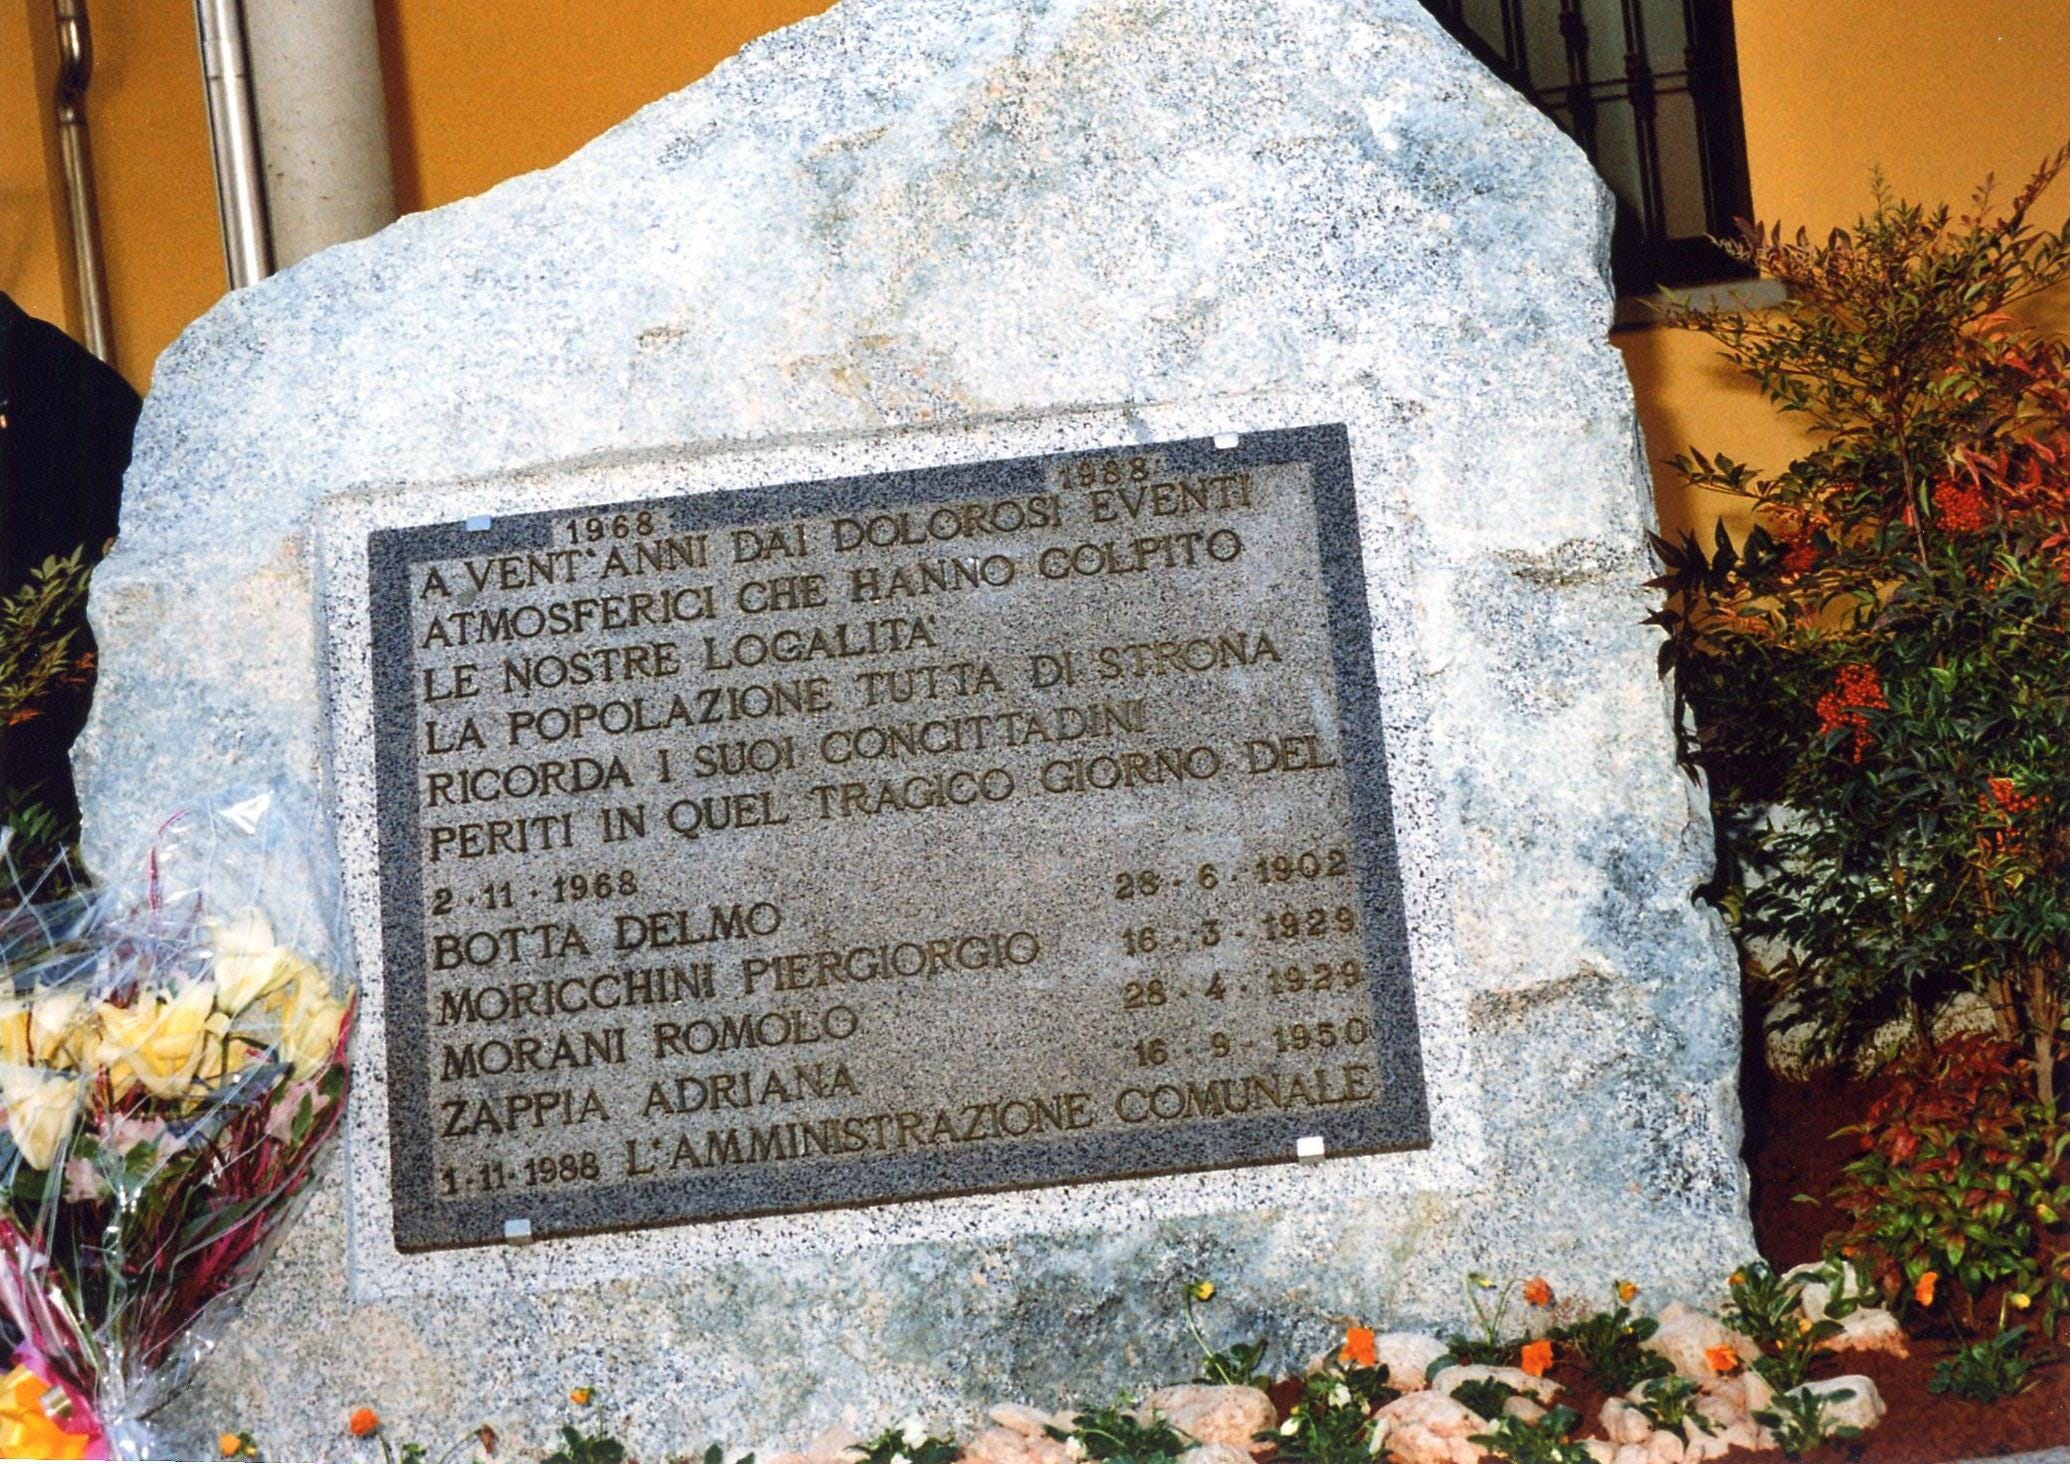 1968 1988
A VENT'ANNI DAI DOLOROSI EVENTI
ATMOSFERICI CHE HANNO COLPITO
LE NOSTRE LOCALITA'
LA POPOLAZIONE TUTTA DI STRONA
RICORDA I SUOI CONCITTADINI
PERITI IN QUEL TRAGICO GIORNO DEL
2·11·1968
BOTTA DELMO 28·6·1902
MORICCHINI PIERGIORGIO 16·3·1929
MORANI ROMOLO 28·4·1929
ZAPPIA ADRIANA 16·9·1950
1·11·1988 L'AMMINISTRAZIONE COMUNALE